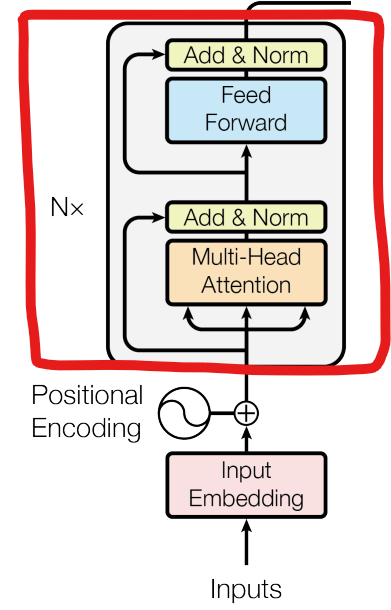 Add & Norm
Feed
Forward
N×
Add & Norm
Multi-Head
Attention
Positional
Encoding
Input
Embedding
Inputs